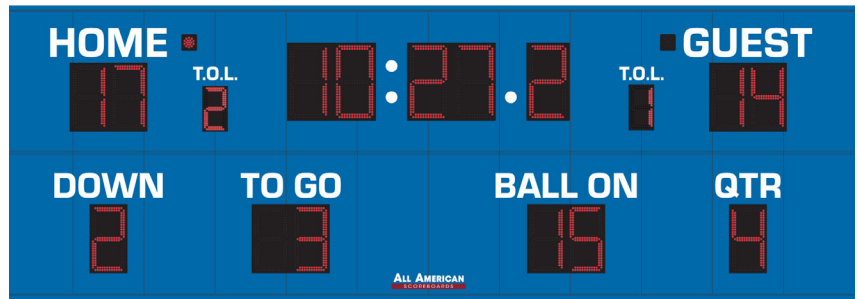 HOME GUEST
T.O.L. T.O.L.
17 2 10:27.2 1 14
DOWN TO GO BALL ON QTR
2 3 15 4
ALL AMERICAN
SCOREBOARDS